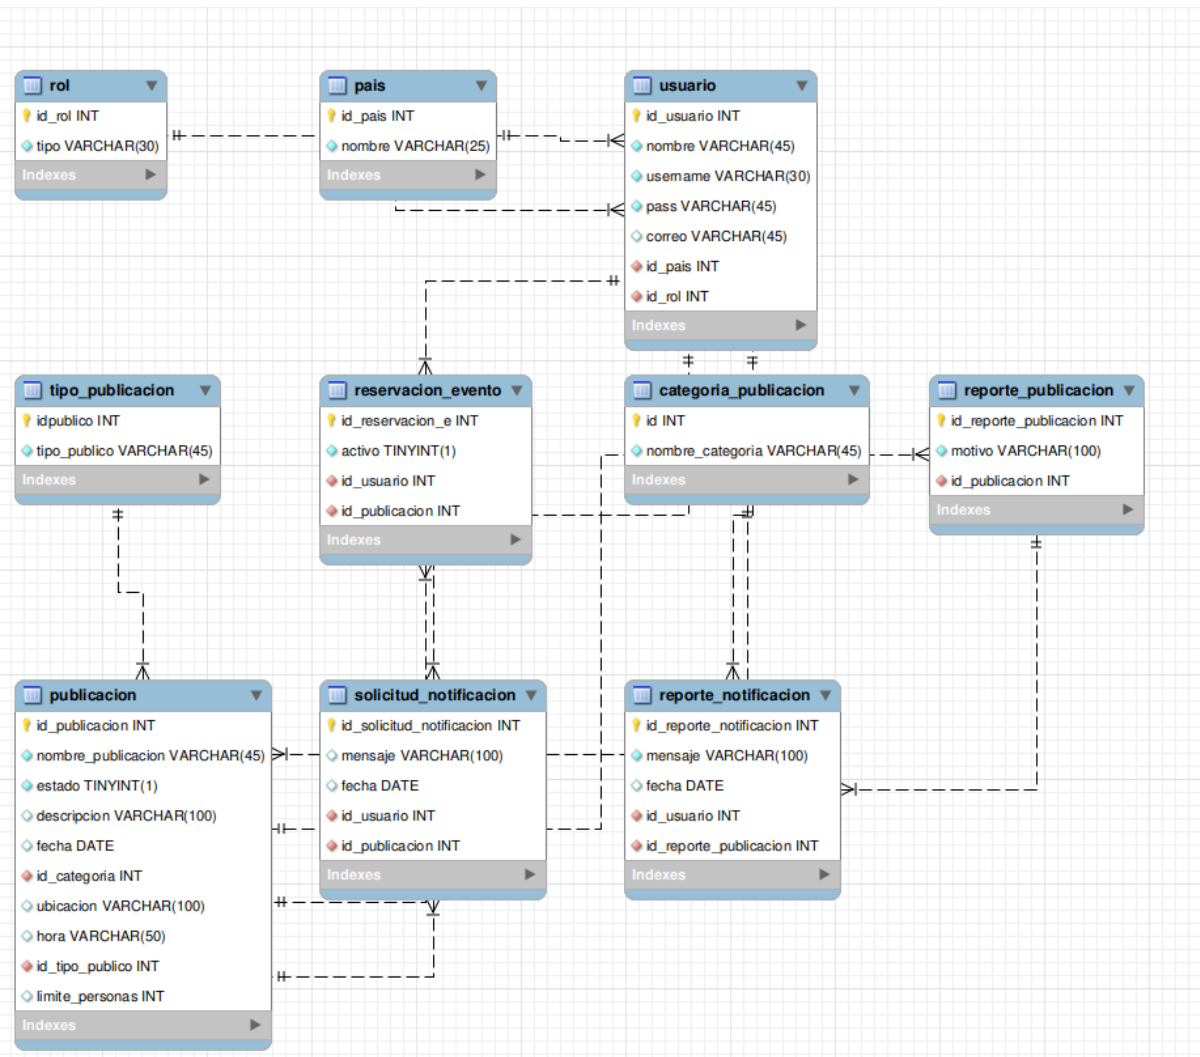 rol
id_rol INT
tipo VARCHAR(30)
Indexes
pais
id_pais INT
nombre VARCHAR(25)
Indexes
usuario
id_usuario INT
nombre VARCHAR(45)
username VARCHAR(30)
pass VARCHAR(45)
correo VARCHAR(45)
id_pais INT
id_rol INT
Indexes
tipo_publicacion
idpublico INT
tipo_publico VARCHAR(45)
Indexes
reservacion_evento
id_reservacion_e INT
activo TINYINT(1)
id_usuario INT
id_publicacion INT
Indexes
categoria_publicacion
id INT
nombre_categoria VARCHAR(45)
Indexes
reporte_publicacion
id_reporte_publicacion INT
motivo VARCHAR(100)
id_publicacion INT
Indexes
publicacion
id_publicacion INT
nombre_publicacion VARCHAR(45)
estado TINYINT(1)
descripcion VARCHAR(100)
fecha DATE
id_categoria INT
ubicacion VARCHAR(100)
hora VARCHAR(50)
id_tipo_publico INT
limite_personas INT
Indexes
solicitud_notificacion
id_solicitud_notificacion INT
mensaje VARCHAR(100)
fecha DATE
id_usuario INT
id_publicacion INT
Indexes
reporte_notificacion
id_reporte_notificacion INT
mensaje VARCHAR(100)
fecha DATE
id_usuario INT
id_reporte_publicacion INT
Indexes